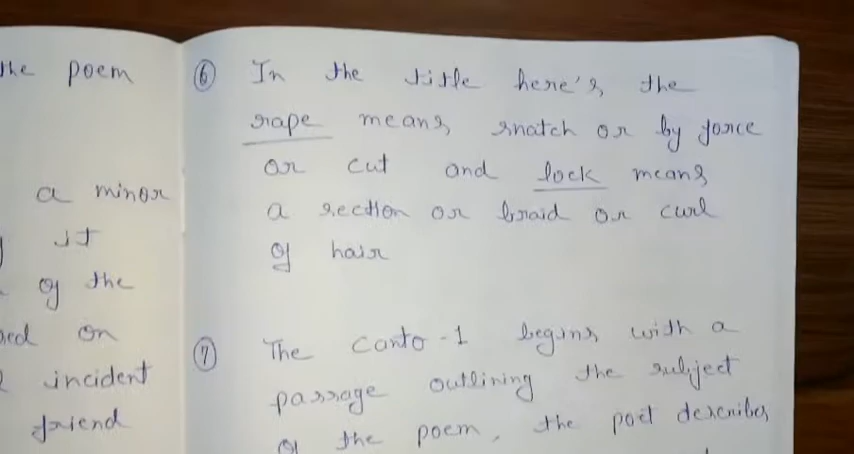 the poem
a minor
it
of the
on
incident
friend
⑥ In the title here's, the
rape means, snatch or by force
or cut and lock means
a section or braid or curl
of hair
⑦ The Canto-1 begins with a
passage outlining the subject
of the poem, the poet describes